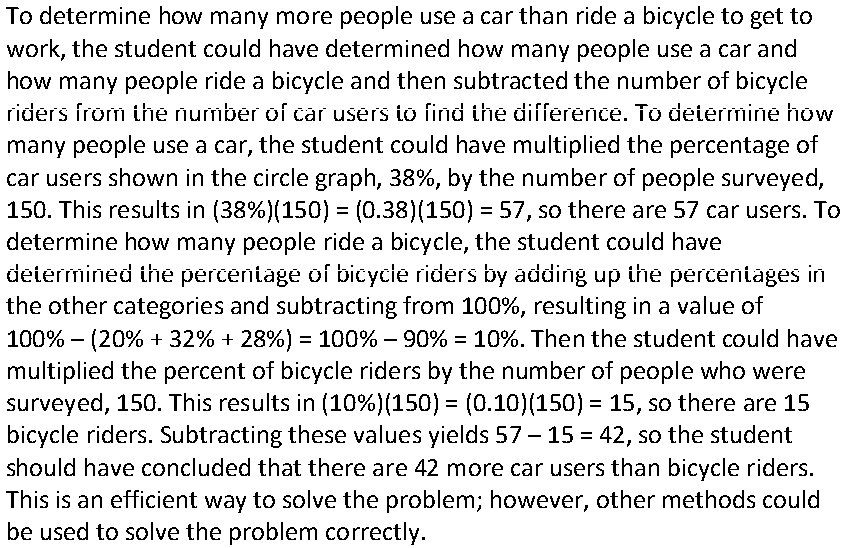 To determine how many more people use a car than ride a bicycle to get to
work, the student could have determined how many people use a car and
how many people ride a bicycle and then subtracted the number of bicycle
riders from the number of car users to find the difference. To determine how
many people use a car, the student could have multiplied the percentage of
car users shown in the circle graph, 38%, by the number of people surveyed,
150. This results in (38%)(150) = (0.38)(150) = 57, so there are 57 car users. To
determine how many people ride a bicycle, the student could have
determined the percentage of bicycle riders by adding up the percentages in
the other categories and subtracting from 100%, resulting in a value of
100% – (20% + 32% + 28%) = 100% – 90% = 10%. Then the student could have
multiplied the percent of bicycle riders by the number of people who were
surveyed, 150. This results in (10%)(150) = (0.10)(150) = 15, so there are 15
bicycle riders. Subtracting these values yields 57 – 15 = 42, so the student
should have concluded that there are 42 more car users than bicycle riders.
This is an efficient way to solve the problem; however, other methods could
be used to solve the problem correctly.